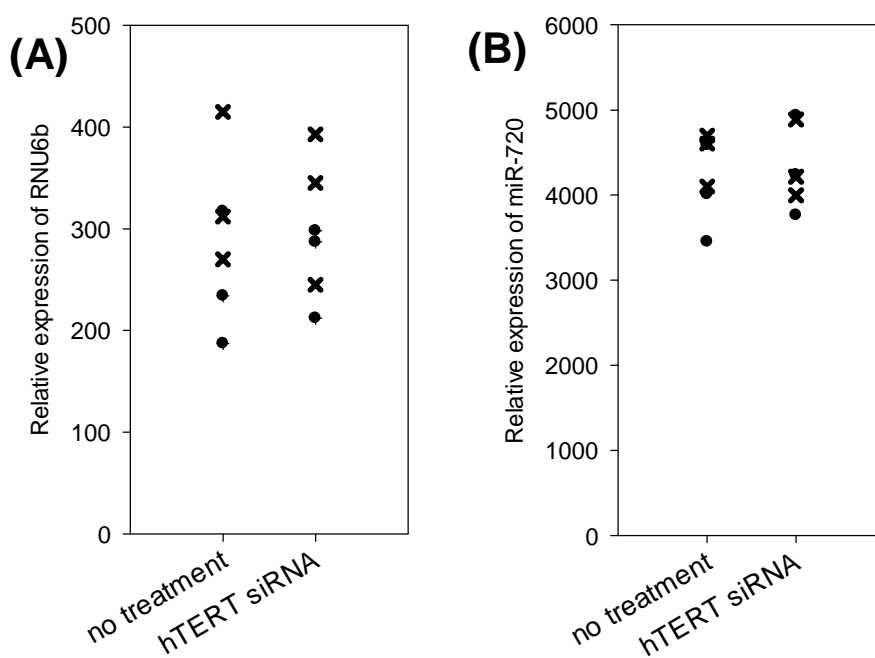 (A)
Relative expression of RNU6b
500
400
300
200
100
0
no treatment
hTERT siRNA
(B)
Relative expression of miR-720
6000
5000
4000
3000
2000
1000
0
no treatment
hTERT siRNA